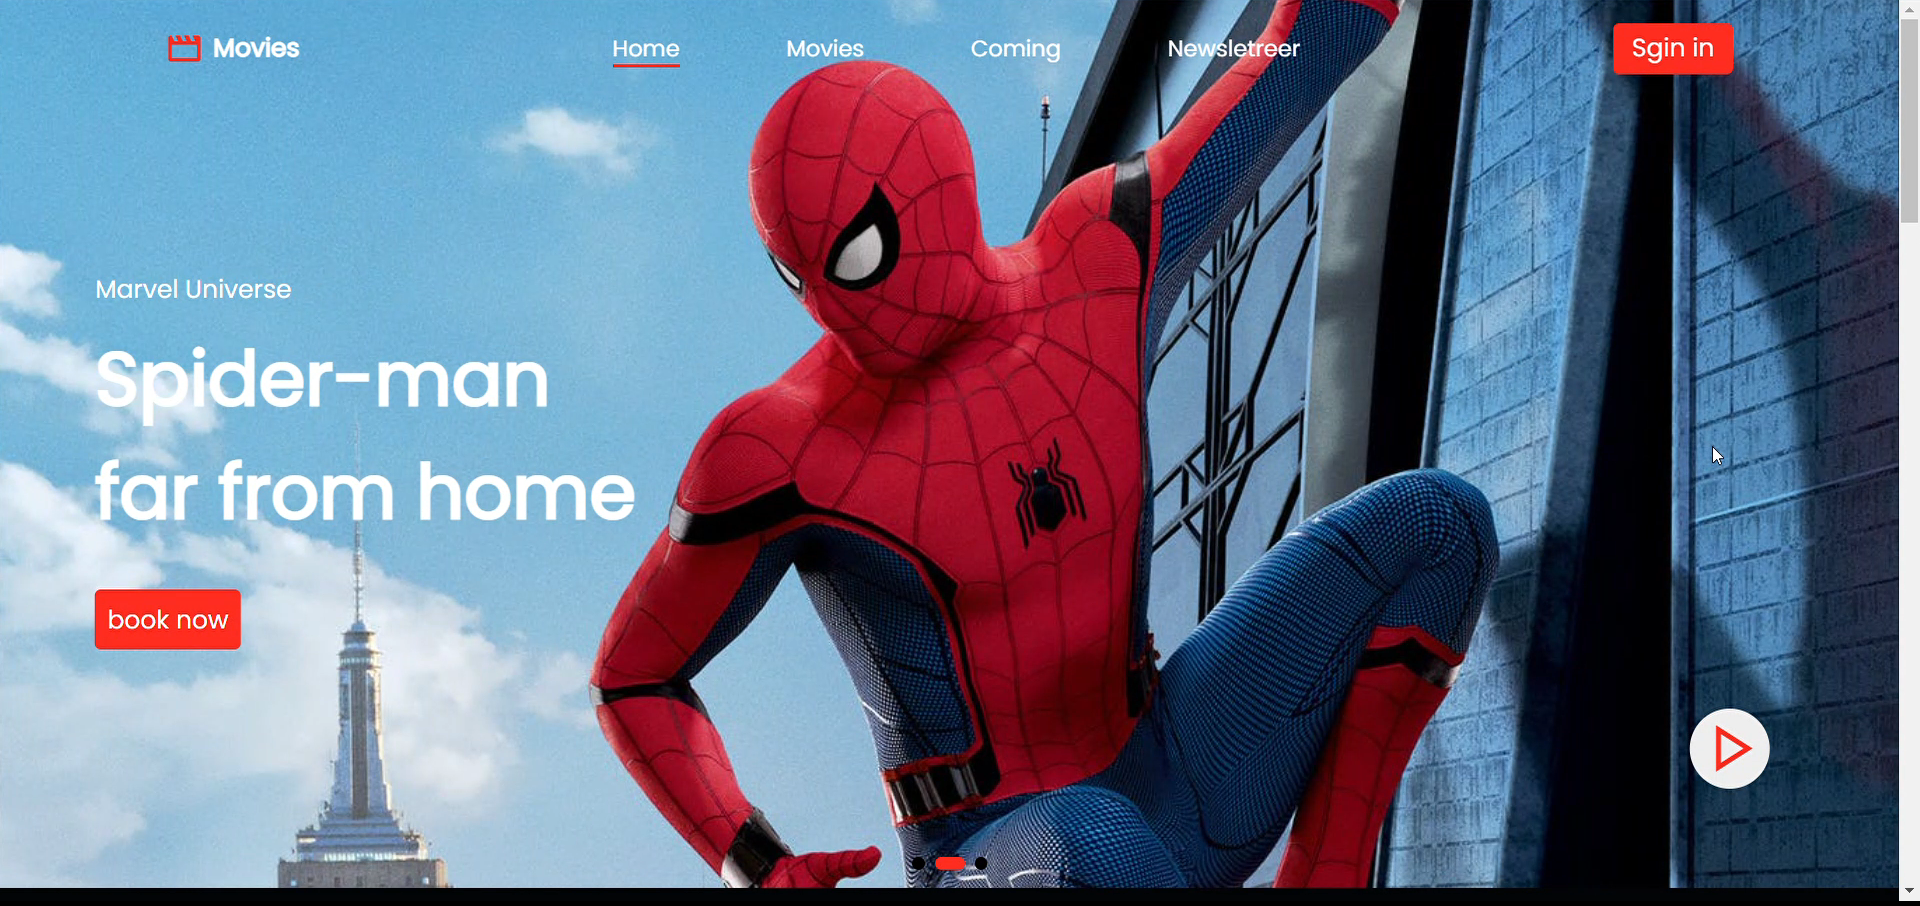 Movies
Home
Movies
Coming
Newsletreer
Sgin in
Marvel Universe
Spider-man
far from home
book now